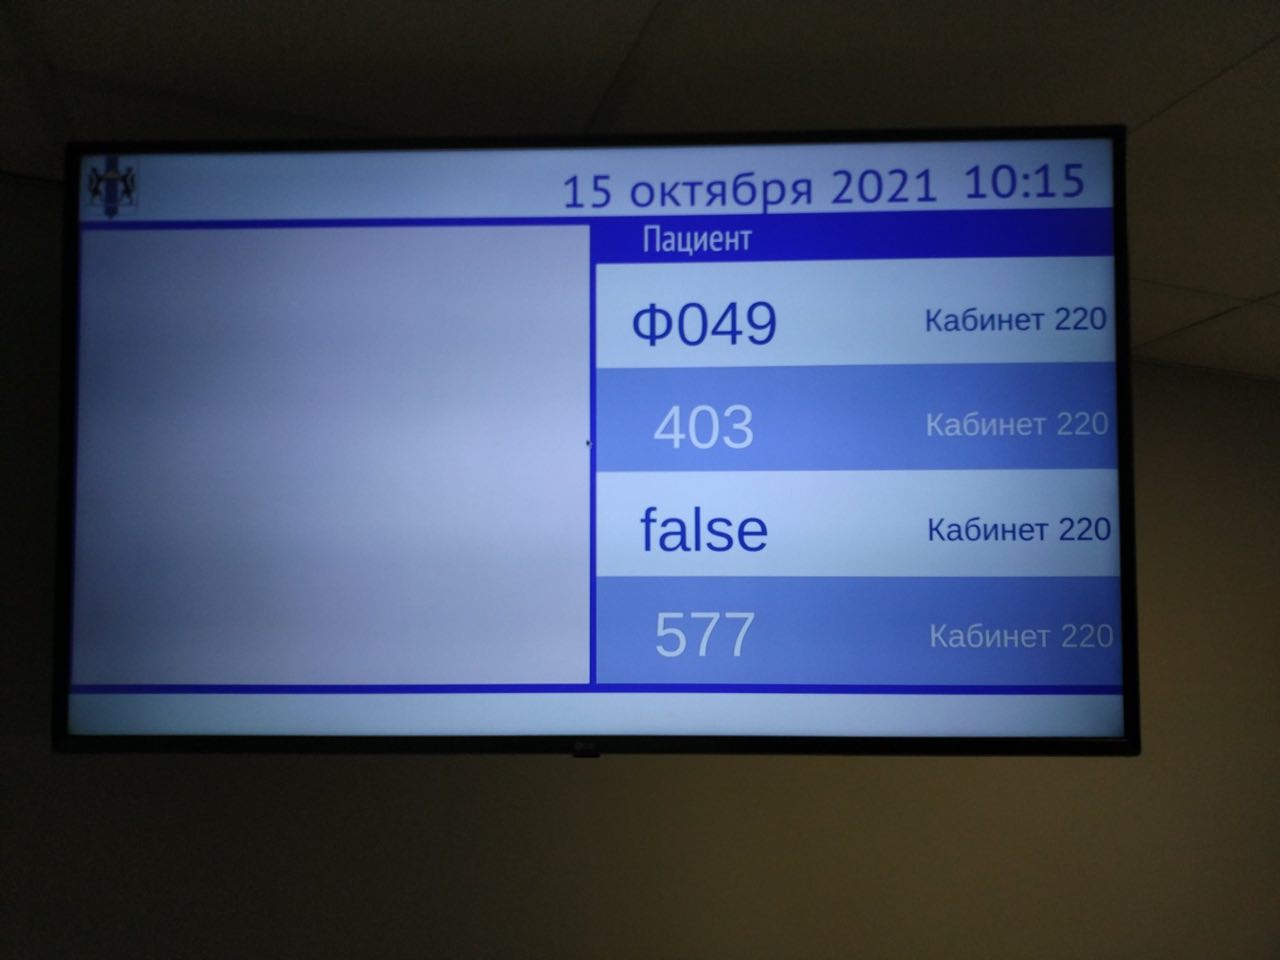 15 октября 2021 10:15
Пациент
Ф049 Кабинет 220
403 Кабинет 220
false Кабинет 220
577 Кабинет 220